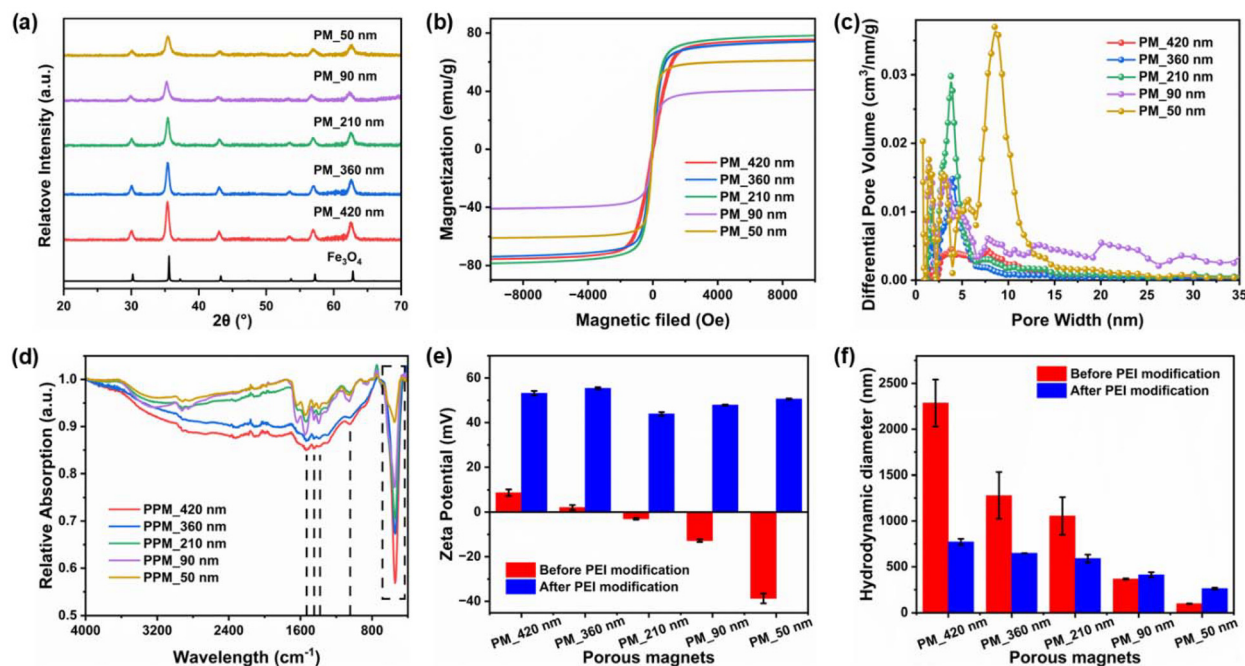 (a)
Relatove Intensity (a.u.)
PM_50 nm
PM_90 nm
PM_210 nm
PM_360 nm
PM_420 nm
Fe₃O₄
20 30 40 50 60 70
2θ (°)
(b)
Magnetization (emu/g)
80
40
0
−40
−80
PM_420 nm
PM_360 nm
PM_210 nm
PM_90 nm
PM_50 nm
−8000 −4000 0 4000 8000
Magnetic filed (Oe)
(c)
Differential Pore Volume (cm³/nm/g)
0.03
0.02
0.01
0.00
PM_420 nm
PM_360 nm
PM_210 nm
PM_90 nm
PM_50 nm
0 5 10 15 20 25 30 35
Pore Width (nm)
(d)
Relative Absorption (a.u.)
1.0
0.9
0.8
0.7
0.6
0.5
PPM_420 nm
PPM_360 nm
PPM_210 nm
PPM_90 nm
PPM_50 nm
4000 3200 2400 1600 800
Wavelength (cm⁻¹)
(e)
Zeta Potential (mV)
60
40
20
0
−20
−40
Before PEI modification
After PEI modification
PM_420 nm PM_360 nm PM_210 nm PM_90 nm PM_50 nm
Porous magnets
(f)
Hydrodynamic diameter (nm)
2500
2000
1500
1000
500
0
Before PEI modification
After PEI modification
PM_420 nm PM_360 nm PM_210 nm PM_90 nm PM_50 nm
Porous magnets